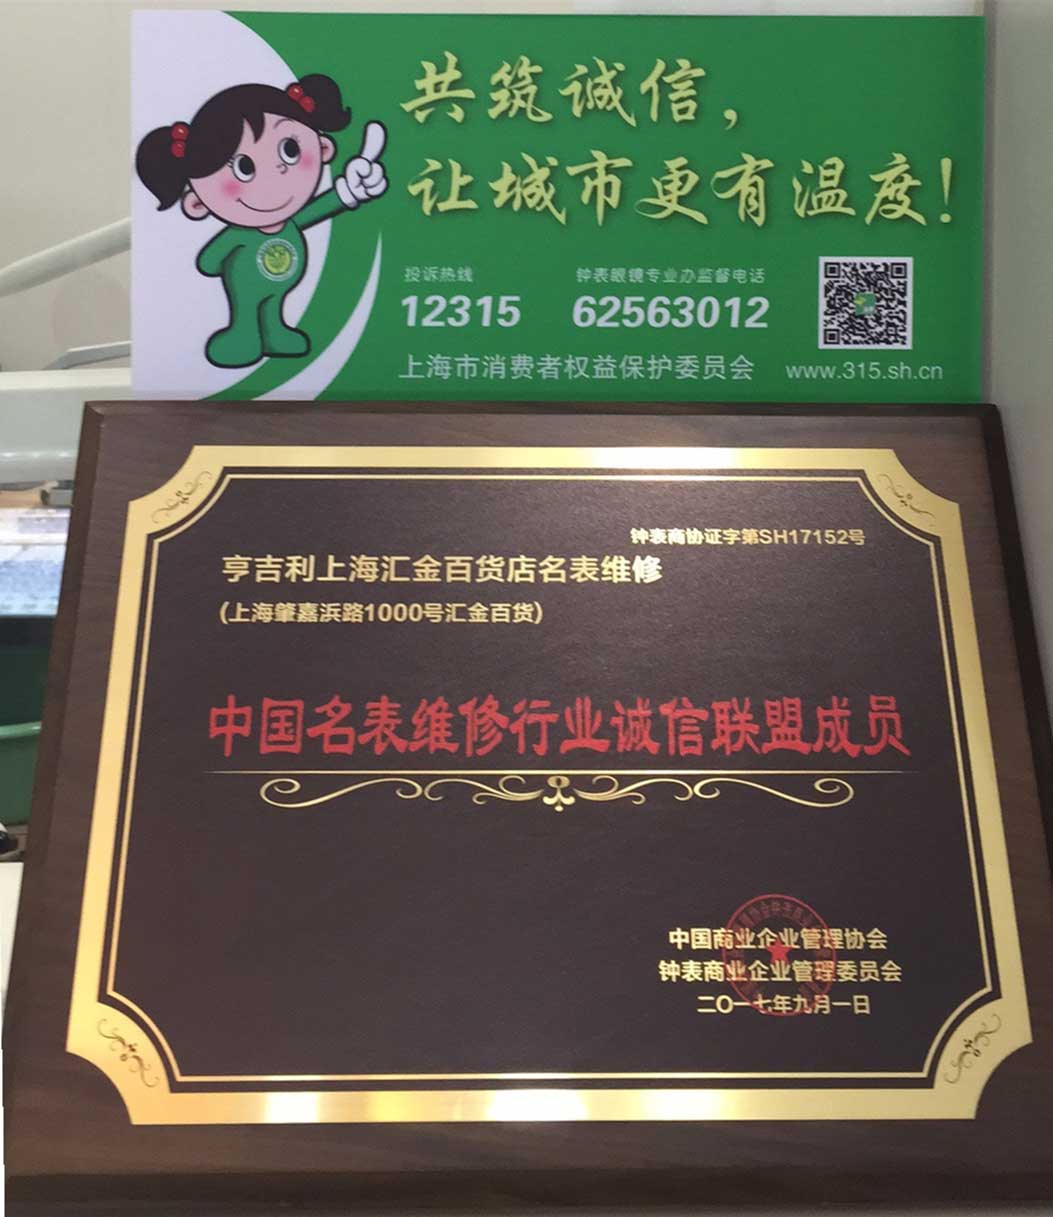 共筑诚信，
让城市更有温度！
投诉热线 钟表眼镜专业办监督电话
12315 62563012
上海市消费者权益保护委员会 www.315.sh.cn
钟表商协证字第SH17152号
亨吉利上海汇金百货店名表维修
(上海肇嘉浜路1000号汇金百货)
中国名表维修行业诚信联盟成员
中国商业企业管理协会
钟表商业企业管理委员会
二〇一七年九月一日